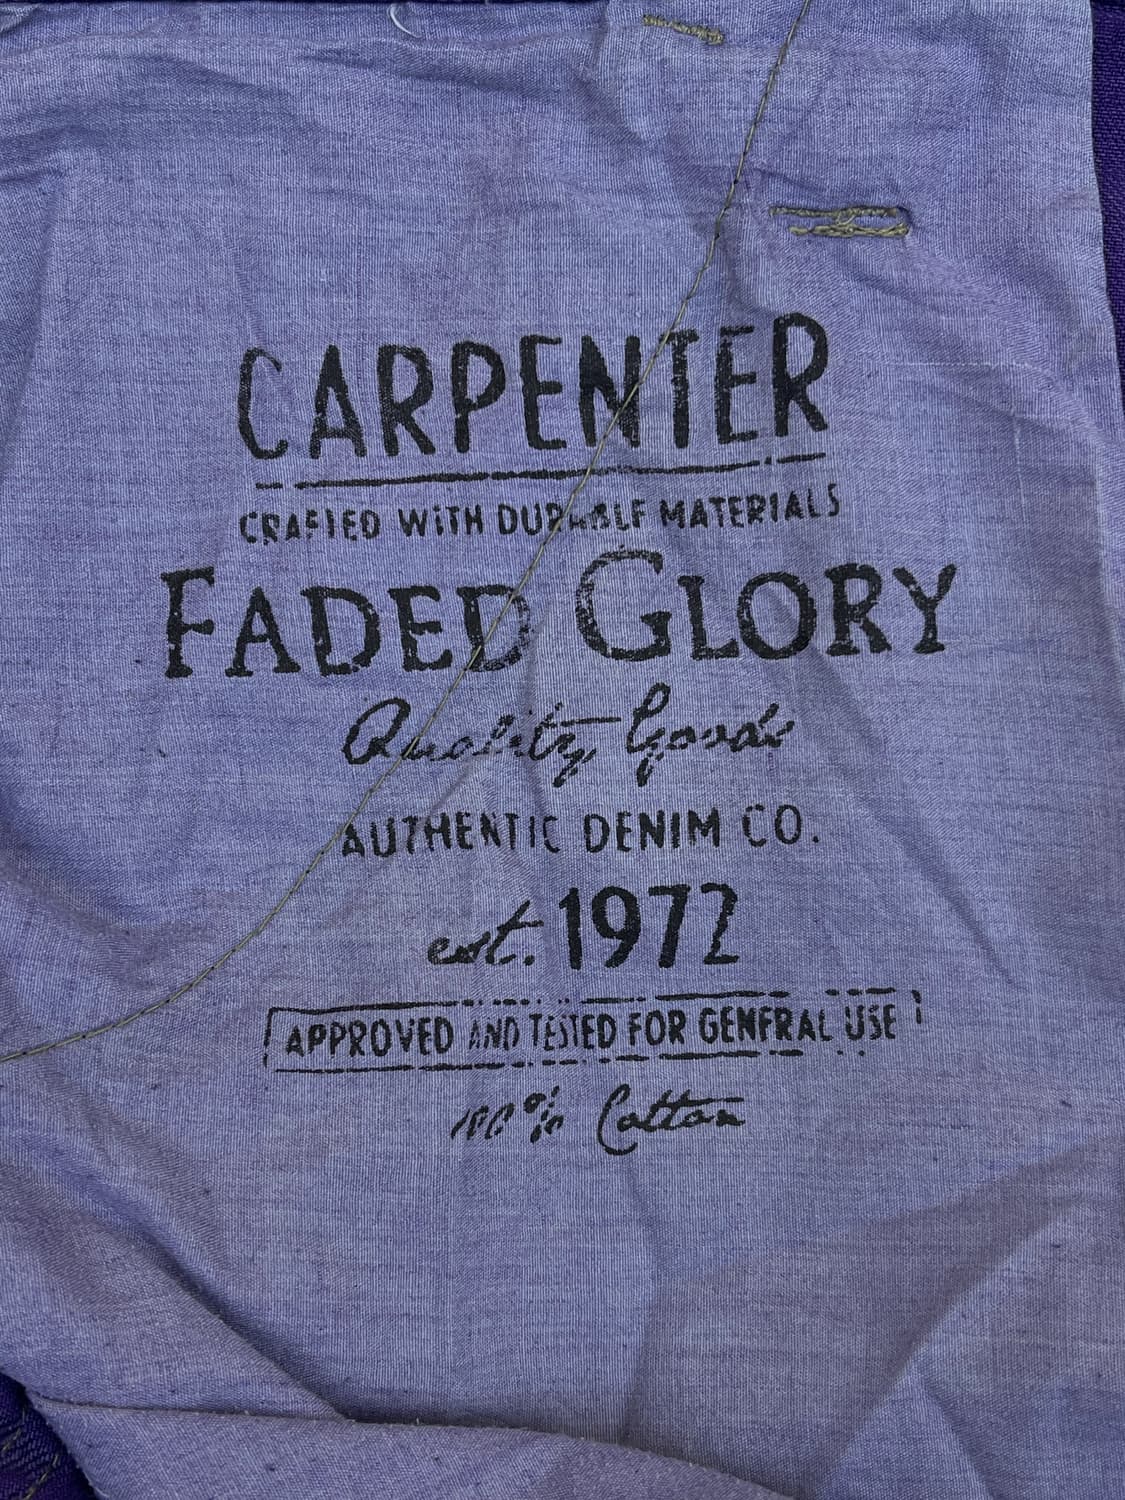 CARPENTER
CRAFTED WITH DURABLE MATERIALS
FADED GLORY
Quality Goods
AUTHENTIC DENIM CO.
est. 1972
APPROVED AND TESTED FOR GENERAL USE
100% Cotton